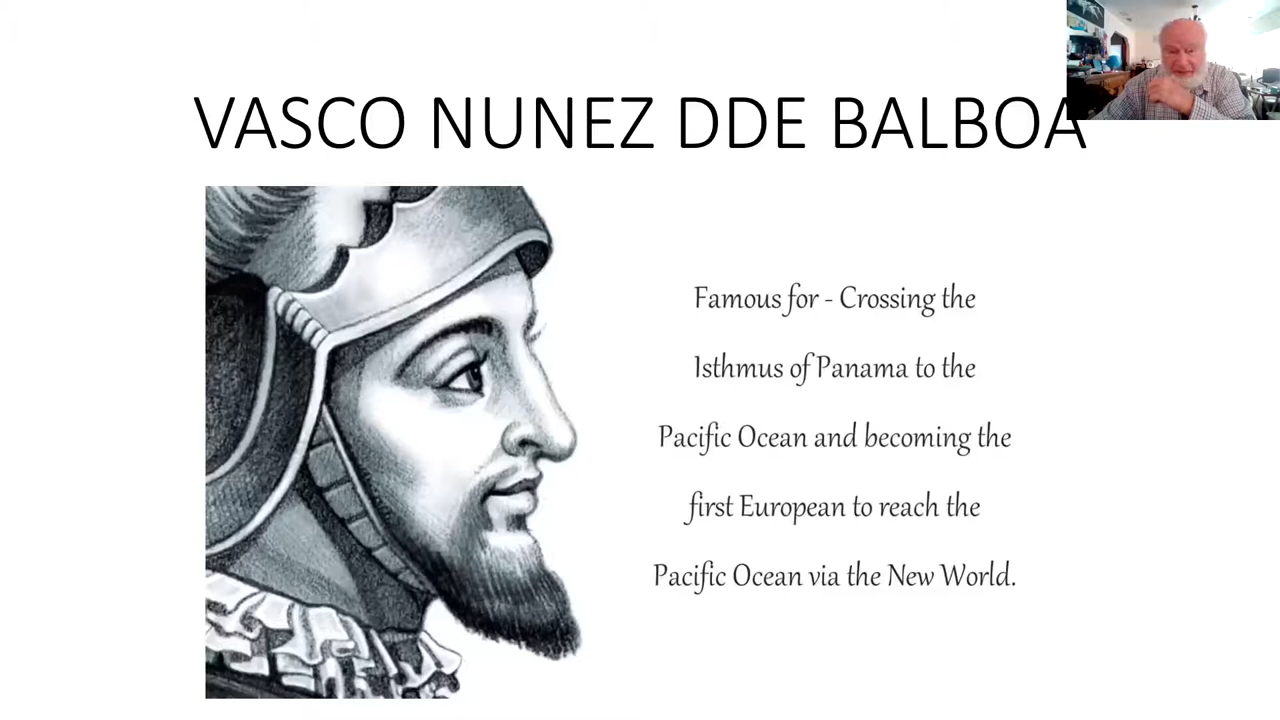 VASCO NUNEZ DDE BALBOA
Famous for - Crossing the
Isthmus of Panama to the
Pacific Ocean and becoming the
first European to reach the
Pacific Ocean via the New World.